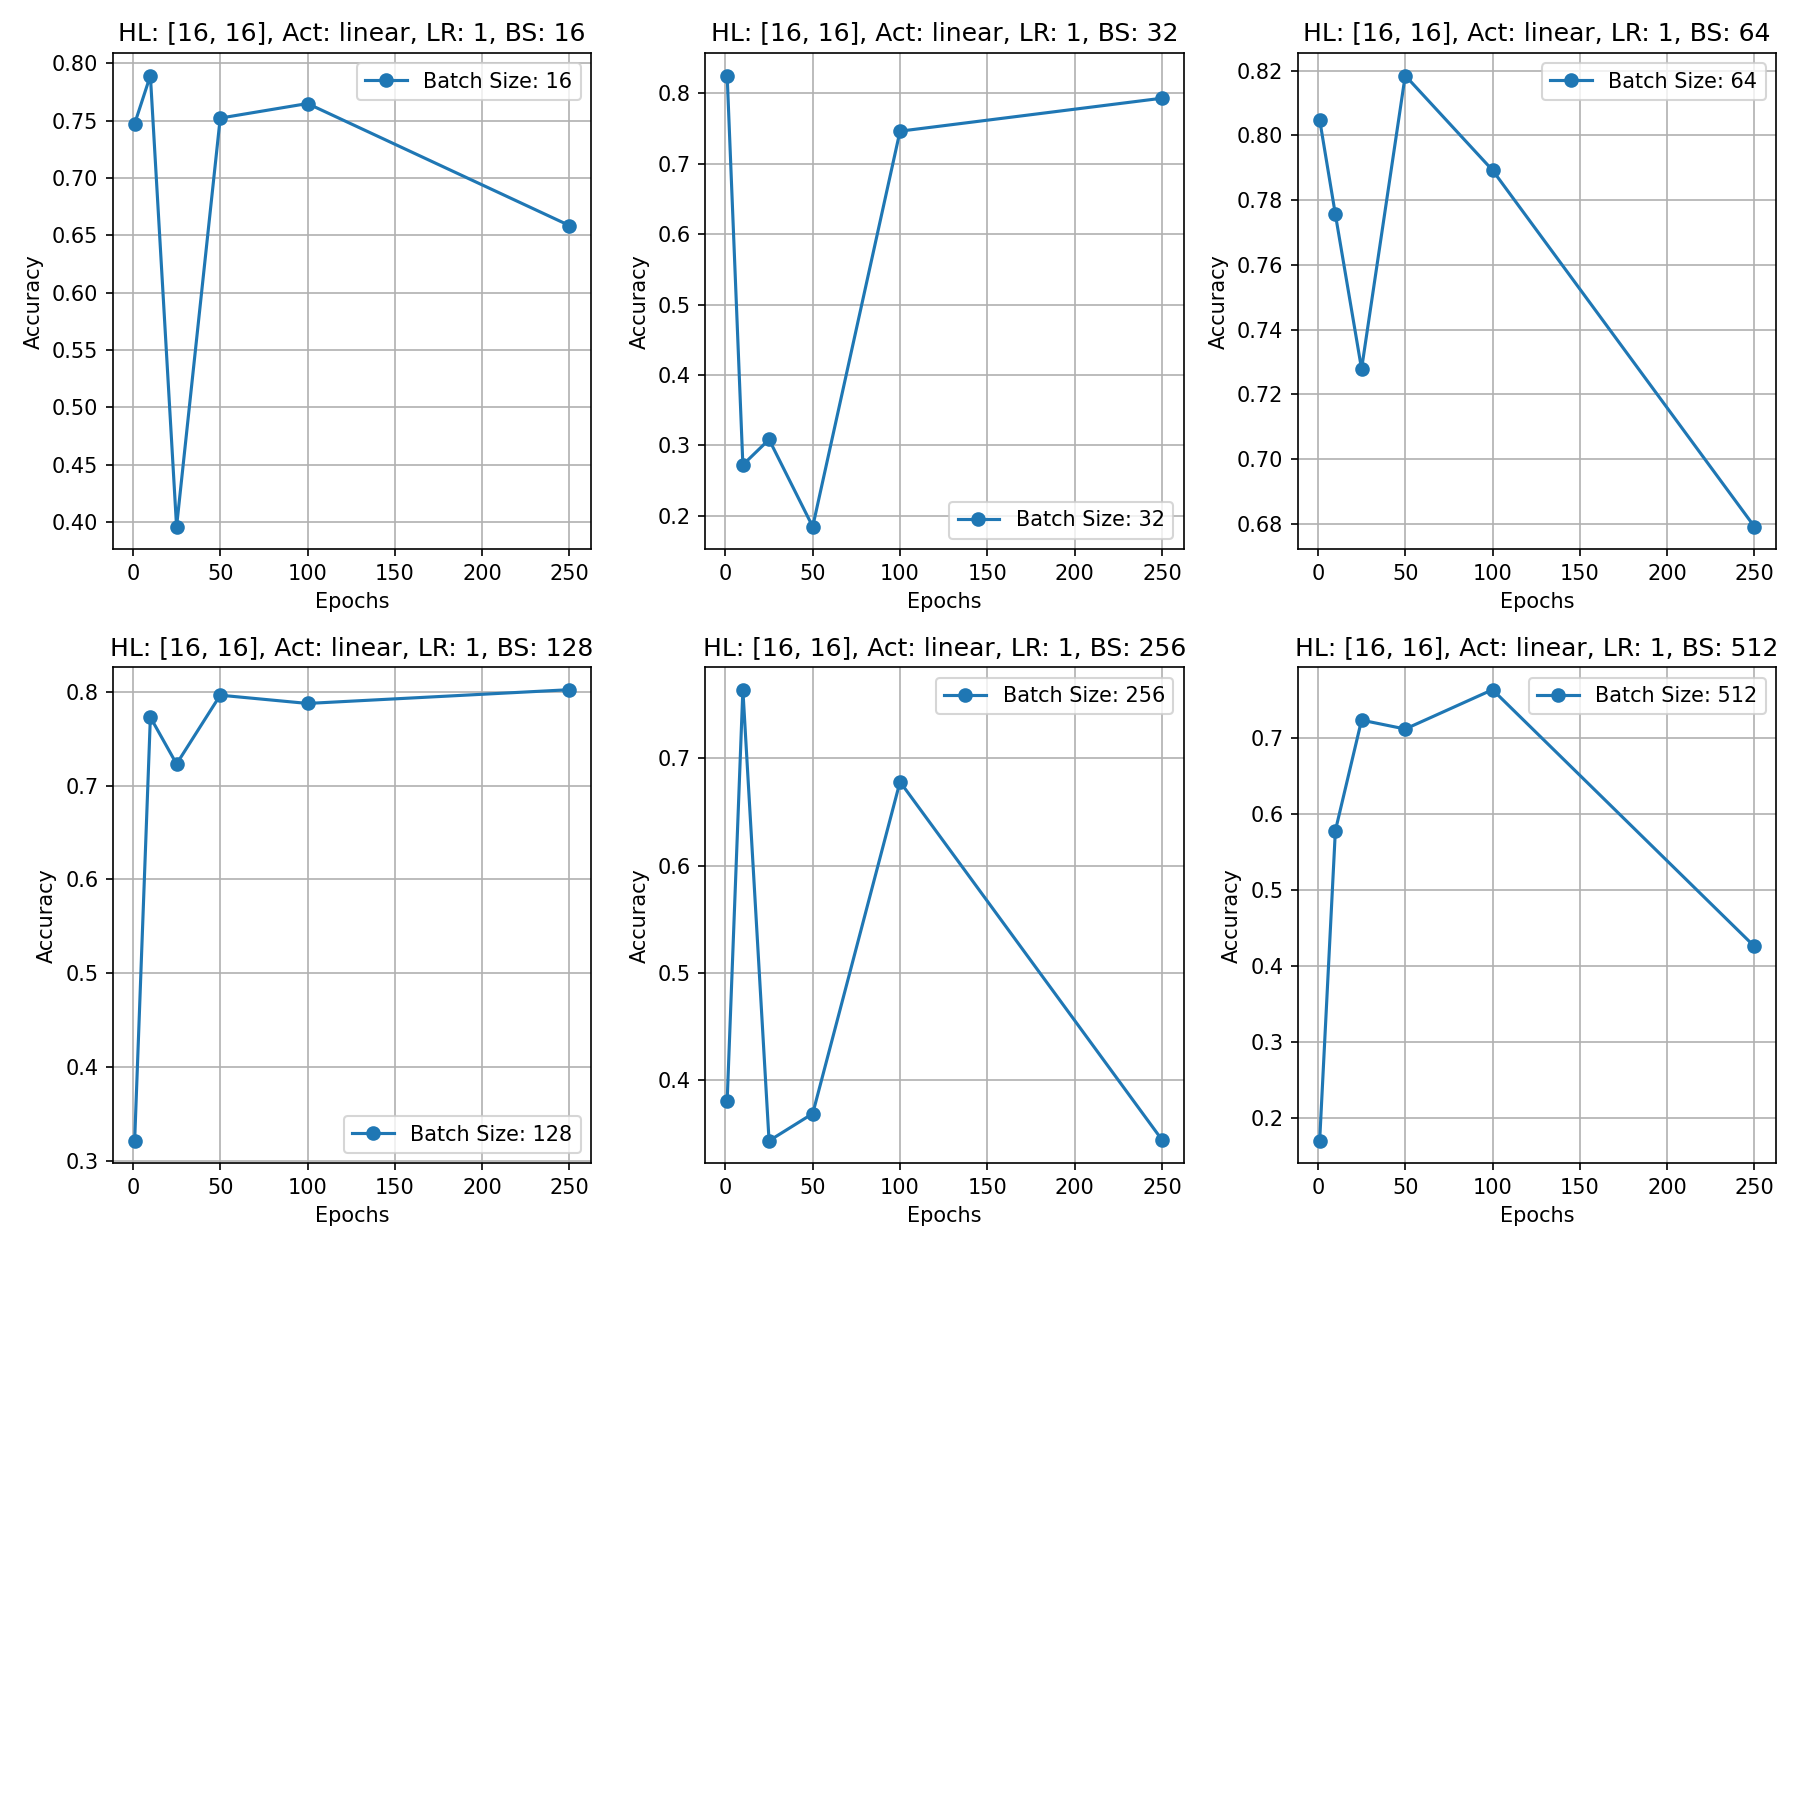 HL: [16, 16], Act: linear, LR: 1, BS: 16
Batch Size: 16
Accuracy
0.80
0.75
0.70
0.65
0.60
0.55
0.50
0.45
0.40
0 50 100 150 200 250
Epochs
HL: [16, 16], Act: linear, LR: 1, BS: 32
Batch Size: 32
Accuracy
0.8
0.7
0.6
0.5
0.4
0.3
0.2
0 50 100 150 200 250
Epochs
HL: [16, 16], Act: linear, LR: 1, BS: 64
Batch Size: 64
Accuracy
0.82
0.80
0.78
0.76
0.74
0.72
0.70
0.68
0 50 100 150 200 250
Epochs
HL: [16, 16], Act: linear, LR: 1, BS: 128
Batch Size: 128
Accuracy
0.8
0.7
0.6
0.5
0.4
0.3
0 50 100 150 200 250
Epochs
HL: [16, 16], Act: linear, LR: 1, BS: 256
Batch Size: 256
Accuracy
0.7
0.6
0.5
0.4
0 50 100 150 200 250
Epochs
HL: [16, 16], Act: linear, LR: 1, BS: 512
Batch Size: 512
Accuracy
0.7
0.6
0.5
0.4
0.3
0.2
0 50 100 150 200 250
Epochs